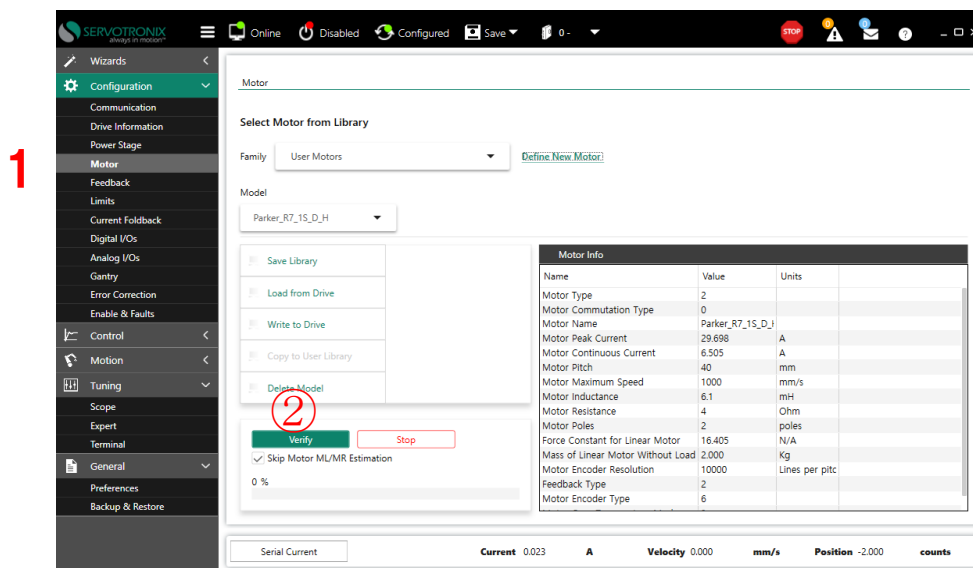 SERVOTRONIX
always in motion™
Online
Disabled
Configured
Save
0 -
STOP
0
0
?
Wizards
Configuration
Communication
Drive Information
Power Stage
Motor
Feedback
Limits
Current Foldback
Digital I/Os
Analog I/Os
Gantry
Error Correction
Enable & Faults
Control
Motion
Tuning
Scope
Expert
Terminal
General
Preferences
Backup & Restore
1
Motor
Select Motor from Library
Family User Motors Define New Motor
Model
Parker_R7_1S_D_H
Save Library
Load from Drive
Write to Drive
Copy to User Library
Delete Model
②
Verify Stop
Skip Motor ML/MR Estimation
0 %
Motor Info
Name Value Units
Motor Type 2
Motor Commutation Type 0
Motor Name Parker_R7_1S_D_H
Motor Peak Current 29.698 A
Motor Continuous Current 6.505 A
Motor Pitch 40 mm
Motor Maximum Speed 1000 mm/s
Motor Inductance 6.1 mH
Motor Resistance 4 Ohm
Motor Poles 2 poles
Force Constant for Linear Motor 16.405 N/A
Mass of Linear Motor Without Load 2.000 Kg
Motor Encoder Resolution 10000 Lines per pitc
Feedback Type 2
Motor Encoder Type 6
Serial Current
Current 0.023 A Velocity 0.000 mm/s Position -2.000 counts